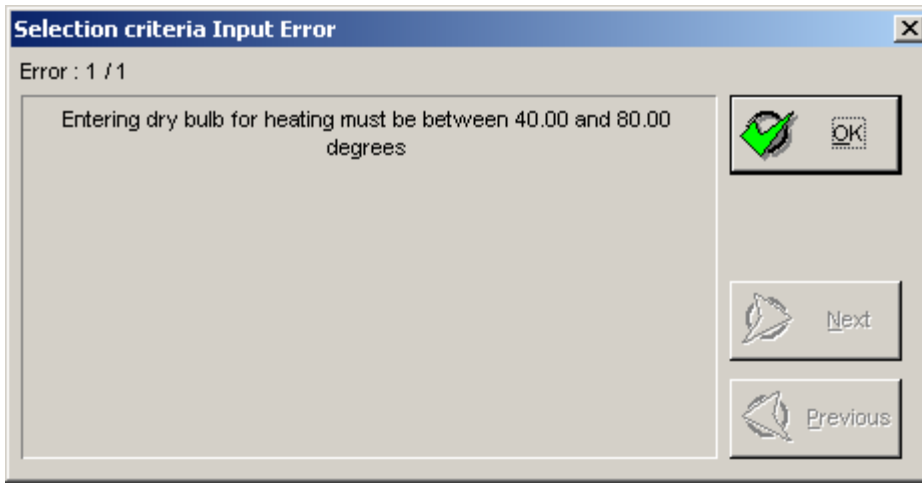 Selection criteria Input Error
Error : 1 / 1
Entering dry bulb for heating must be between 40.00 and 80.00
degrees
OK
Next
Previous